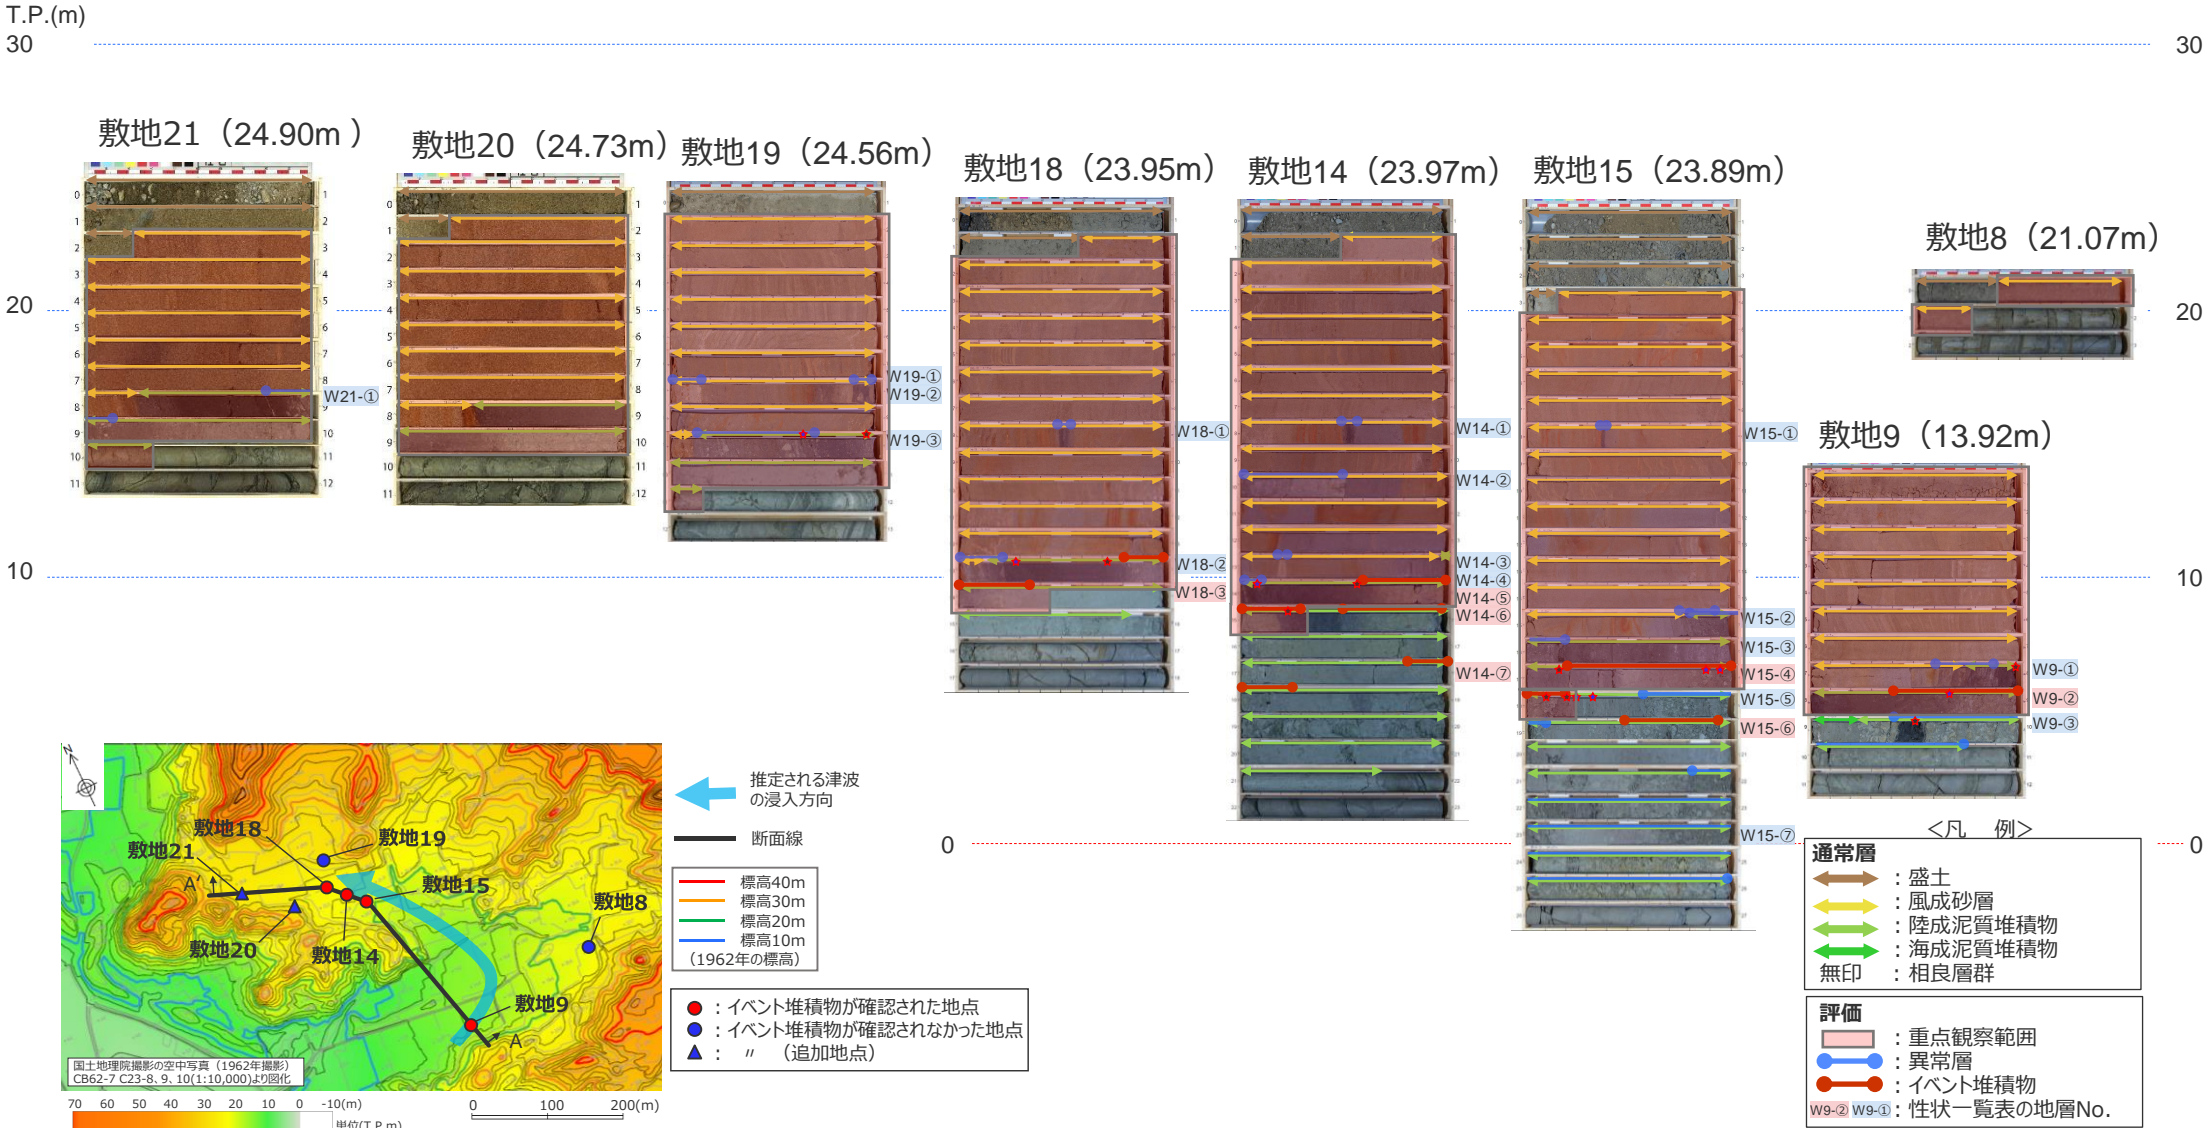 T.P.(m)
30
30
敷地21（24.90m ）
敷地20（24.73m）
敷地19（24.56m）
敷地18（23.95m）
敷地14（23.97m）
敷地15（23.89m）
敷地8（21.07m）
20
20
敷地9（13.92m）
W21-①
W19-①
W19-②
W19-③
W18-①
W18-②
W18-③
W14-①
W14-②
W14-③
W14-④
W14-⑤
W14-⑥
W14-⑦
W15-①
W15-②
W15-③
W15-④
W15-⑤
W15-⑥
W15-⑦
W9-①
W9-②
W9-③
10
10
0
0
N
敷地18
敷地19
敷地21
A'
敷地15
敷地8
敷地20
敷地14
敷地9
A
国土地理院撮影の空中写真（1962年撮影）
CB62-7 C23-8、9、10(1:10,000)より図化
70 60 50 40 30 20 10 0 -10(m)
単位(T.P.m)
0 100 200(m)
推定される津波
の浸入方向
断面線
標高40m
標高30m
標高20m
標高10m
（1962年の標高）
：イベント堆積物が確認された地点
：イベント堆積物が確認されなかった地点
： 〃 （追加地点）
＜凡 例＞
通常層
：盛土
：風成砂層
：陸成泥質堆積物
：海成泥質堆積物
無印 ：相良層群
評価
：重点観察範囲
：異常層
：イベント堆積物
W9-② W9-①：性状一覧表の地層No.